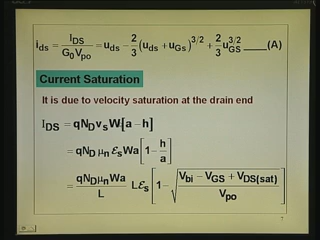 i_ds = I_DS / (G_0 V_po) = u_ds - 2/3 (u_ds + u_Gs)^3/2 + 2/3 u_GS^3/2 ____(A)
Current Saturation
It is due to velocity saturation at the drain end
I_DS = qN_D v_s W[a - h]
= qN_D μ_n ℰ_s Wa [1 - h/a]
= (qN_D μ_n Wa / L) Lℰ_s [1 - √((V_bi - V_GS + V_DS(sat)) / V_po)]